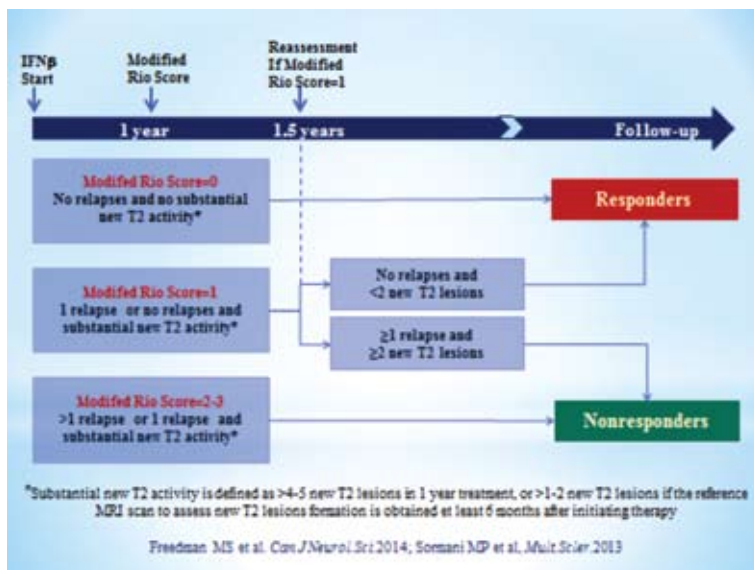 IFNβ
Start
Modified
Rio Score
Reassessment
If Modified
Rio Score=1
1 year
1.5 years
Follow-up
Modifed Rio Score=0
No relapses and no substantial
new T2 activity*
Responders
Modifed Rio Score=1
1 relapse or no relapses and
substantial new T2 activity*
No relapses and
<2 new T2 lesions
≥1 relapse and
≥2 new T2 lesions
Modifed Rio Score=2-3
>1 relapse or 1 relapse and
substantial new T2 activity*
Nonresponders
*Substantial new T2 activity is defined as >4-5 new T2 lesions in 1 year treatment, or >1-2 new T2 lesions if the reference
MRI scan to assess new T2 lesions formation is obtained et least 6 months after initiating therapy
Freedman MS et al. Can J Neurol.Sci.2014; Sormani MP et al, Mult.Scler.2013